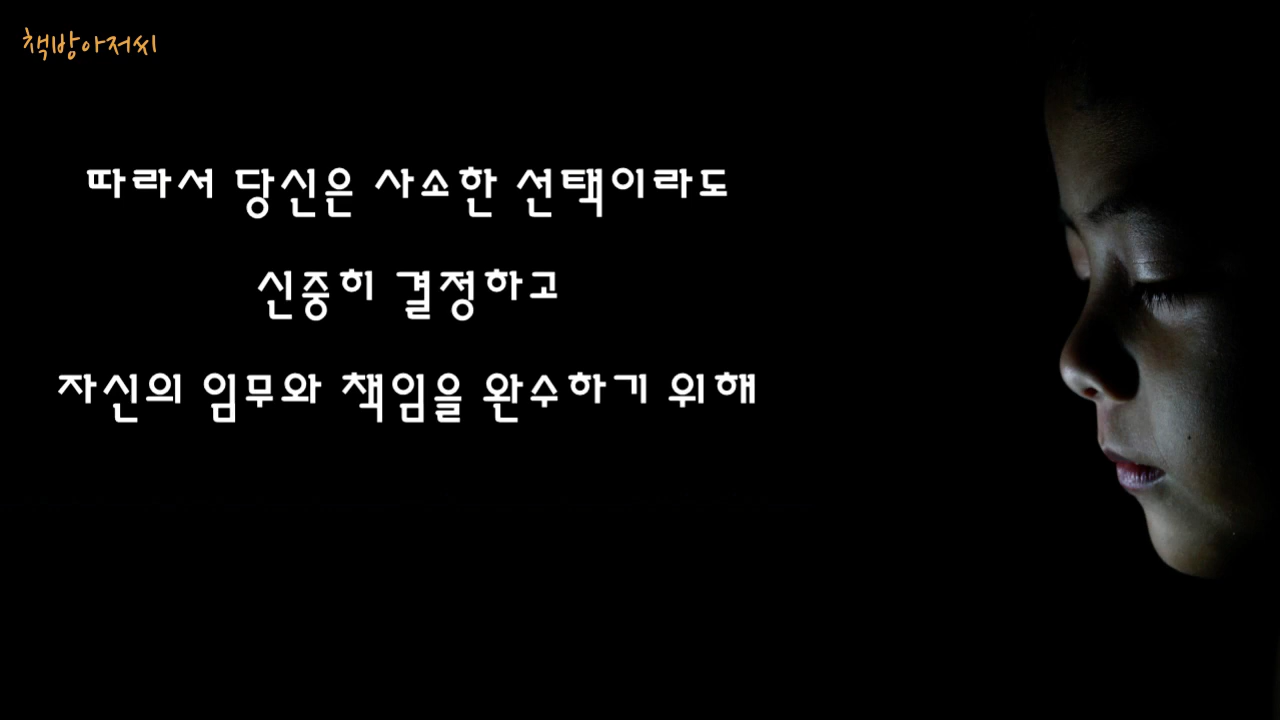 책방아저씨
따라서 당신은 사소한 선택이라도
신중히 결정하고
자신의 임무와 책임을 완수하기 위해